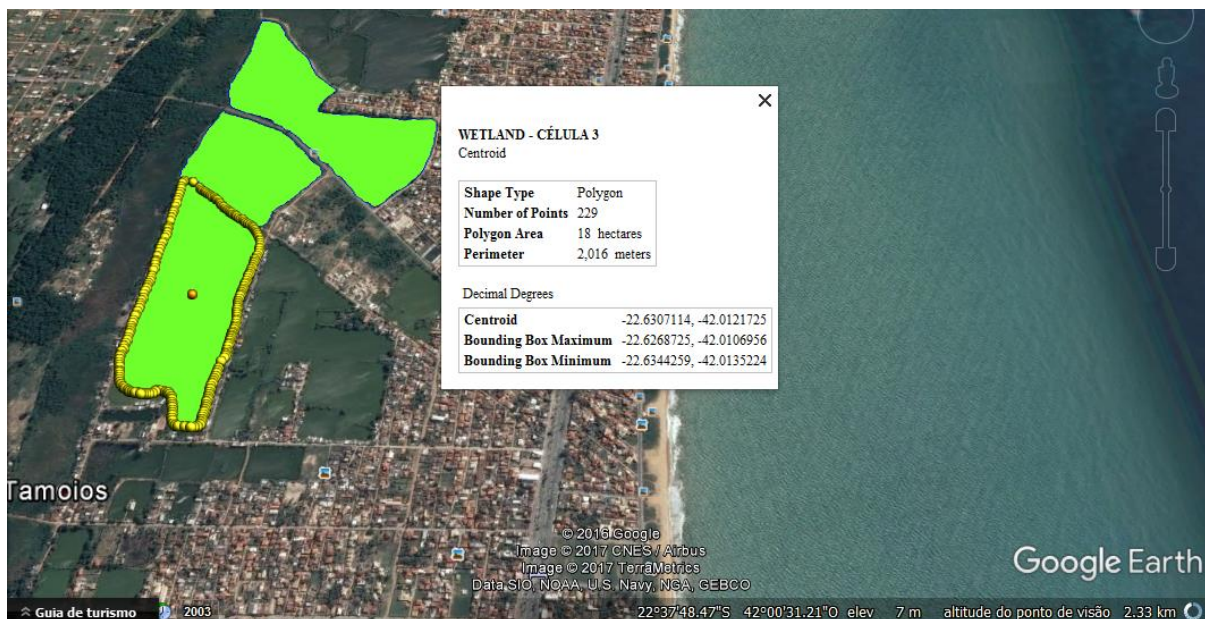 WETLAND - CÉLULA 3
Centroid
Shape Type Polygon
Number of Points 229
Polygon Area 18 hectares
Perimeter 2,016 meters
Decimal Degrees
Centroid -22.6307114, -42.0121725
Bounding Box Maximum -22.6268725, -42.0106956
Bounding Box Minimum -22.6344259, -42.0135224
Tamoios
© 2016 Google
Image © 2017 CNES / Airbus
Image © 2017 TerraMetrics
Data SIO, NOAA, U.S. Navy, NGA, GEBCO
Google Earth
Guia de turismo 2003 22°37'48.47"S 42°00'31.21"O elev 7 m altitude do ponto de visão 2.33 km